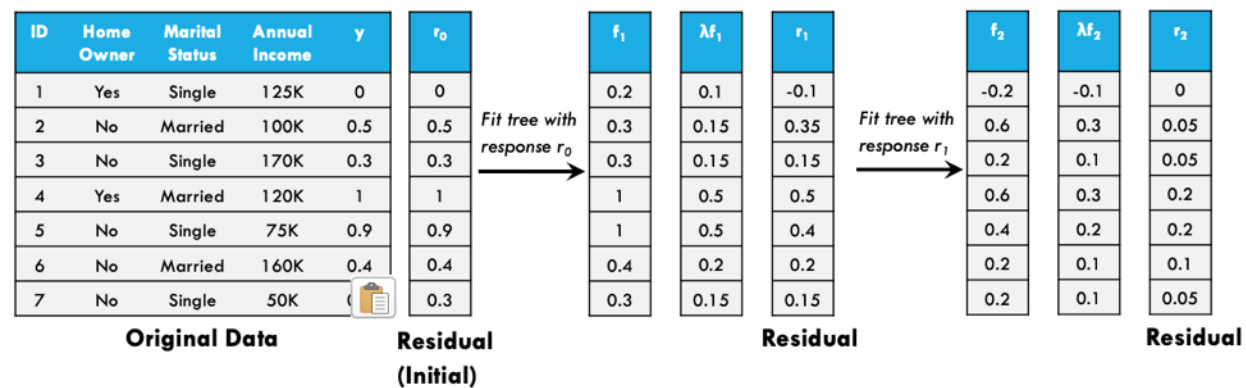 ID Home Owner Marital Status Annual Income y r₀ f₁ λf₁ r₁ f₂ λf₂ r₂
1 Yes Single 125K 0 0 0.2 0.1 -0.1 -0.2 -0.1 0
2 No Married 100K 0.5 0.5 0.3 0.15 0.35 0.6 0.3 0.05
Fit tree with response r₀
Fit tree with response r₁
3 No Single 170K 0.3 0.3 0.3 0.15 0.15 0.2 0.1 0.05
4 Yes Married 120K 1 1 1 0.5 0.5 0.6 0.3 0.2
5 No Single 75K 0.9 0.9 1 0.5 0.4 0.4 0.2 0.2
6 No Married 160K 0.4 0.4 0.4 0.2 0.2 0.2 0.1 0.1
7 No Single 50K 0.3 0.3 0.15 0.15 0.2 0.1 0.05
Original Data Residual (Initial) Residual Residual